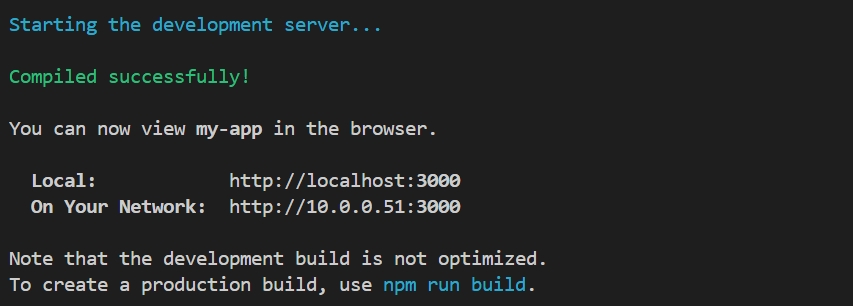 Starting the development server...
Compiled successfully!
You can now view my-app in the browser.
Local: http://localhost:3000
On Your Network: http://10.0.0.51:3000
Note that the development build is not optimized.
To create a production build, use npm run build.